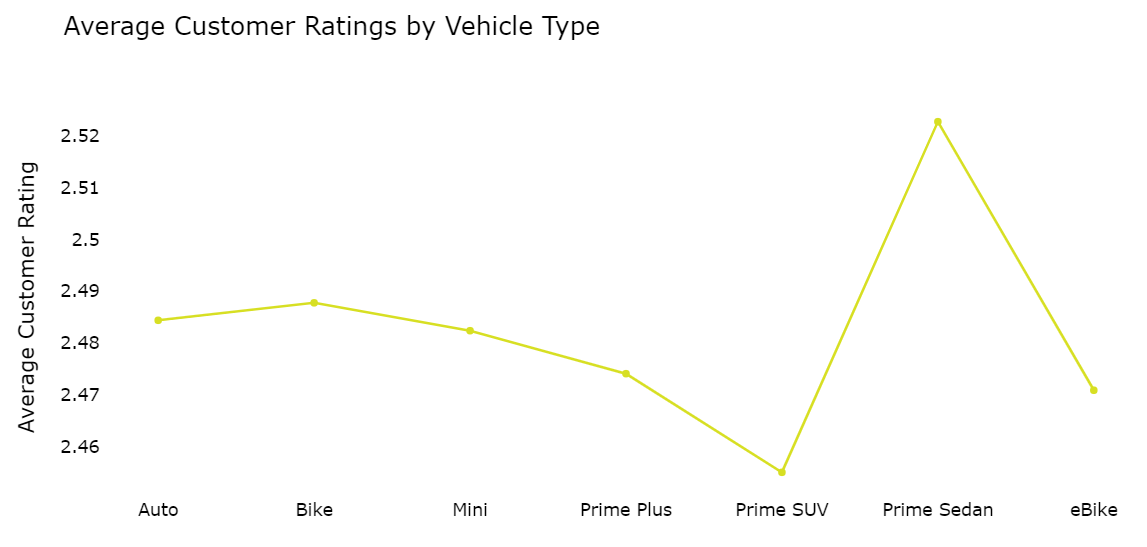 Average Customer Ratings by Vehicle Type
Average Customer Rating
2.52
2.51
2.5
2.49
2.48
2.47
2.46
Auto Bike Mini Prime Plus Prime SUV Prime Sedan eBike